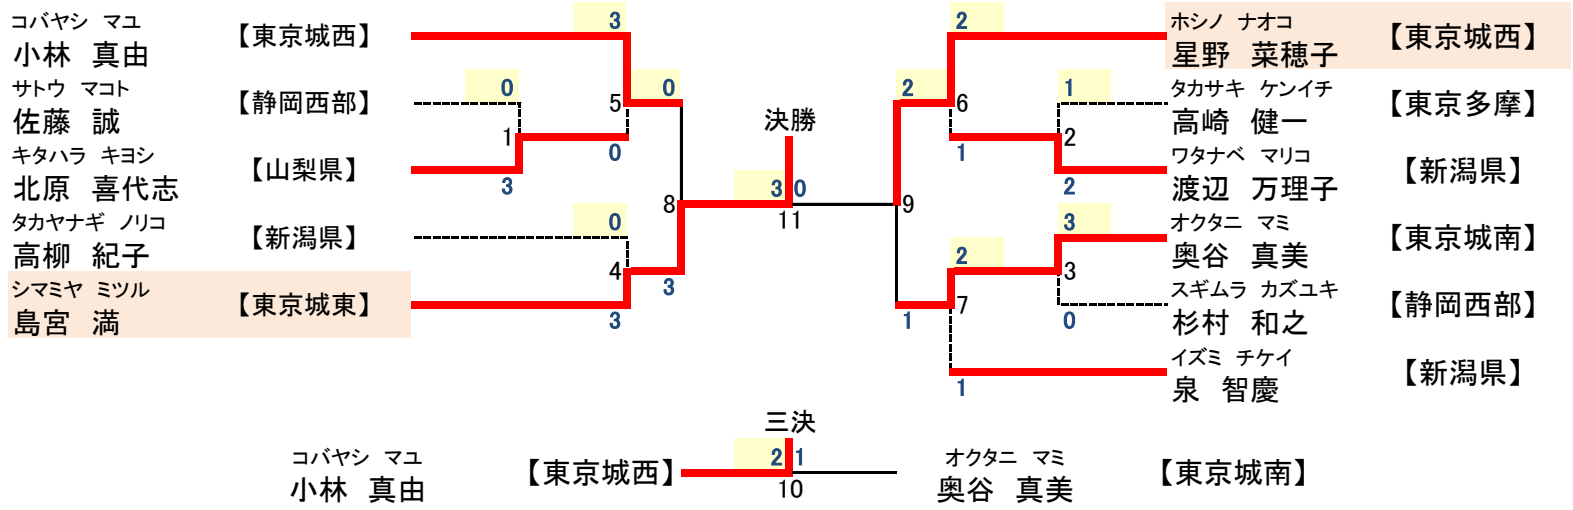 コバヤシ マユ
小林 真由
【東京城西】
サトウ マコト
佐藤 誠
【静岡西部】
キタハラ キヨシ
北原 喜代志
【山梨県】
タカヤナギ ノリコ
高柳 紀子
【新潟県】
シマミヤ ミツル
島宮 満
【東京城東】
3
0
1
3
5
0
0
0
4
3
3
8
決勝
3 0
11
2
2
6
1
1
2
2
9
3
2
3
0
1
7
1
ホシノ ナオコ
星野 菜穂子
【東京城西】
タカサキ ケンイチ
高崎 健一
【東京多摩】
ワタナベ マリコ
渡辺 万理子
【新潟県】
オクタニ マミ
奥谷 真美
【東京城南】
スギムラ カズユキ
杉村 和之
【静岡西部】
イズミ チケイ
泉 智慶
【新潟県】
三決
コバヤシ マユ
小林 真由
【東京城西】
2 1
10
オクタニ マミ
奥谷 真美
【東京城南】